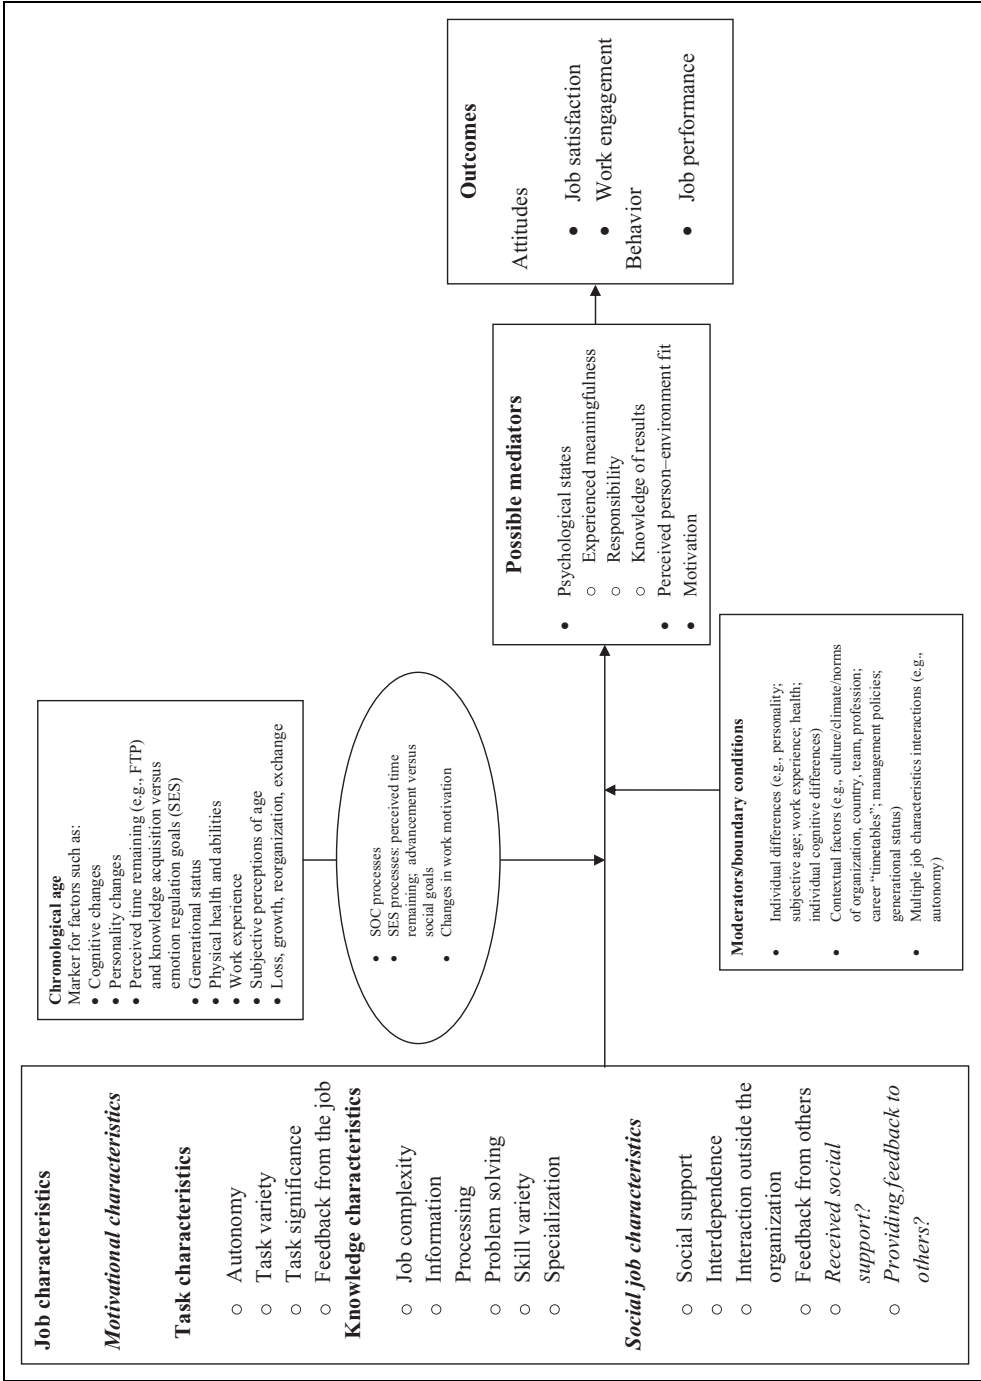 Job characteristics
Motivational characteristics
Task characteristics
○ Autonomy
○ Task variety
○ Task significance
○ Feedback from the job
Knowledge characteristics
○ Job complexity
○ Information
Processing
○ Problem solving
○ Skill variety
○ Specialization
Social job characteristics
○ Social support
○ Interdependence
○ Interaction outside the
organization
○ Feedback from others
○ Received social
support?
○ Providing feedback to
others?
Chronological age
Marker for factors such as:
• Cognitive changes
• Personality changes
• Perceived time remaining (e.g., FTP)
and knowledge acquisition versus
emotion regulation goals (SES)
• Generational status
• Physical health and abilities
• Work experience
• Subjective perceptions of age
• Loss, growth, reorganization, exchange
• SOC processes
• SES processes: perceived time
remaining; advancement versus
social goals
• Changes in work motivation
Moderators/boundary conditions
• Individual differences (e.g., personality;
subjective age; work experience; health;
individual cognitive differences)
• Contextual factors (e.g., culture/climate/norms
of organization, country, team, profession;
career “timetables”; management policies;
generational status)
• Multiple job characteristics interactions (e.g.,
autonomy)
Possible mediators
• Psychological states
○ Experienced meaningfulness
○ Responsibility
○ Knowledge of results
• Perceived person–environment fit
• Motivation
Outcomes
Attitudes
• Job satisfaction
• Work engagement
Behavior
• Job performance